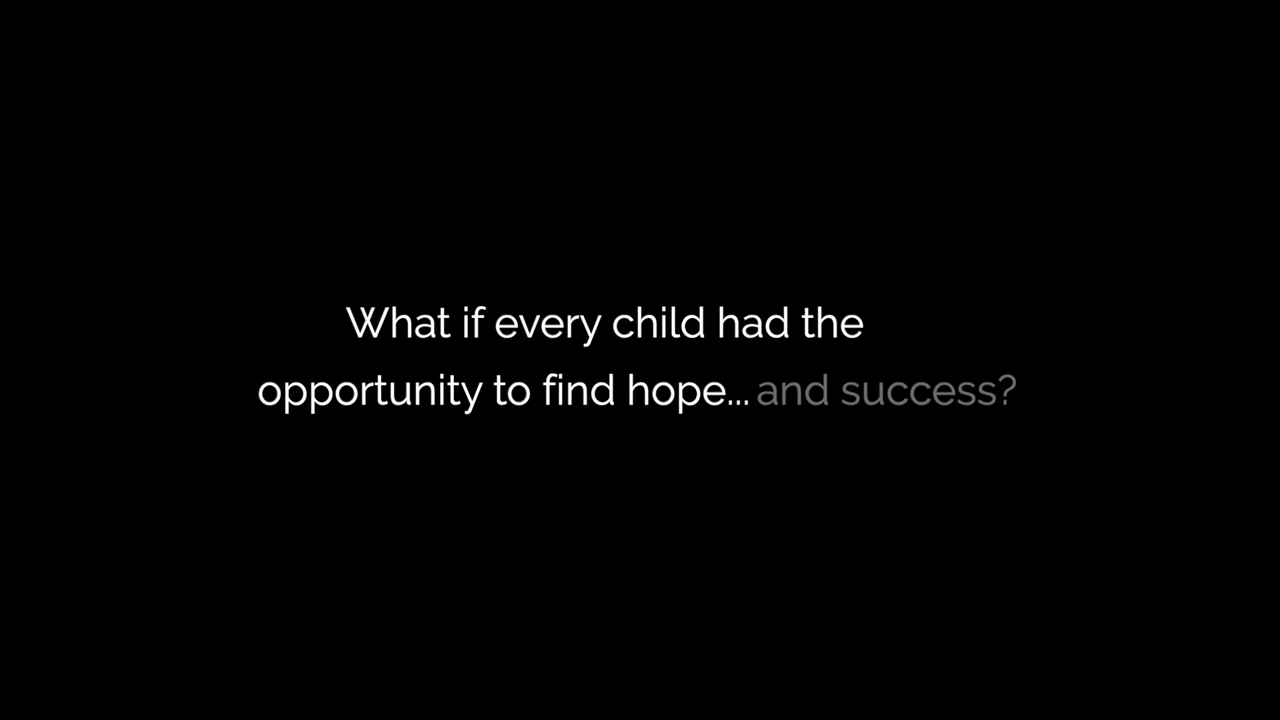 What if every child had the
opportunity to find hope... and success?